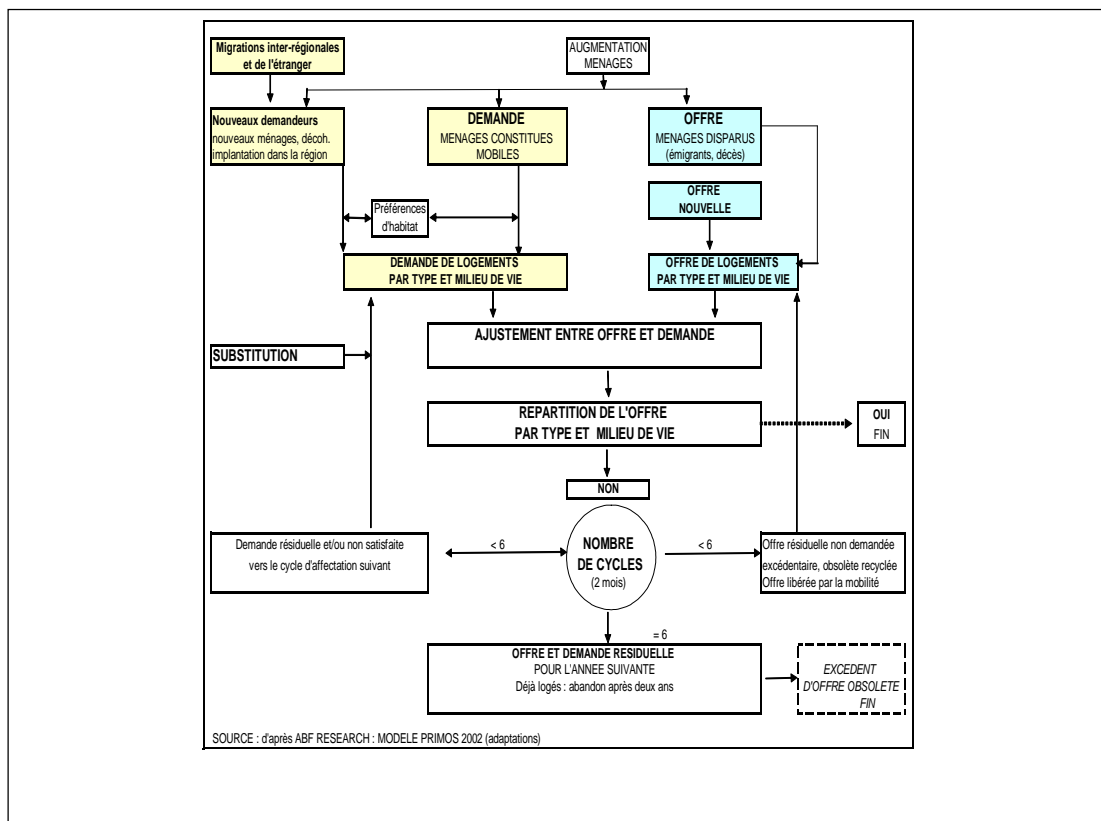 Migrations inter-régionales
et de l'étranger
AUGMENTATION
MENAGES
Nouveaux demandeurs
nouveaux ménages, décoh.
implantation dans la région
DEMANDE
MENAGES CONSTITUES
MOBILES
OFFRE
MENAGES DISPARUS
(émigrants, décès)
OFFRE
NOUVELLE
Préférences
d'habitat
DEMANDE DE LOGEMENTS
PAR TYPE ET MILIEU DE VIE
OFFRE DE LOGEMENTS
PAR TYPE ET MILIEU DE VIE
AJUSTEMENT ENTRE OFFRE ET DEMANDE
SUBSTITUTION
REPARTITION DE L'OFFRE
PAR TYPE ET MILIEU DE VIE
OUI
FIN
NON
Demande résiduelle et/ou non satisfaite
vers le cycle d'affectation suivant
< 6
NOMBRE
DE CYCLES
(2 mois)
< 6
Offre résiduelle non demandée
excédentaire, obsolète recyclée
Offre libérée par la mobilité
= 6
OFFRE ET DEMANDE RESIDUELLE
POUR L'ANNEE SUIVANTE
Déjà logés : abandon après deux ans
EXCEDENT
D'OFFRE OBSOLETE
FIN
SOURCE : d'après ABF RESEARCH : MODELE PRIMOS 2002 (adaptations)